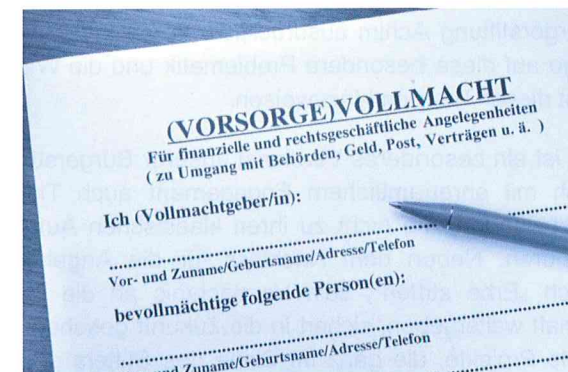 (VORSORGE)VOLLMACHT
Für finanzielle und rechtsgeschäftliche Angelegenheiten
( zu Umgang mit Behörden, Geld, Post, Verträgen u. ä. )
Ich (Vollmachtgeber/in):
Vor- und Zuname/Geburtsname/Adresse/Telefon
bevollmächtige folgende Person(en):
und Zuname/Geburtsname/Adresse/Telefon